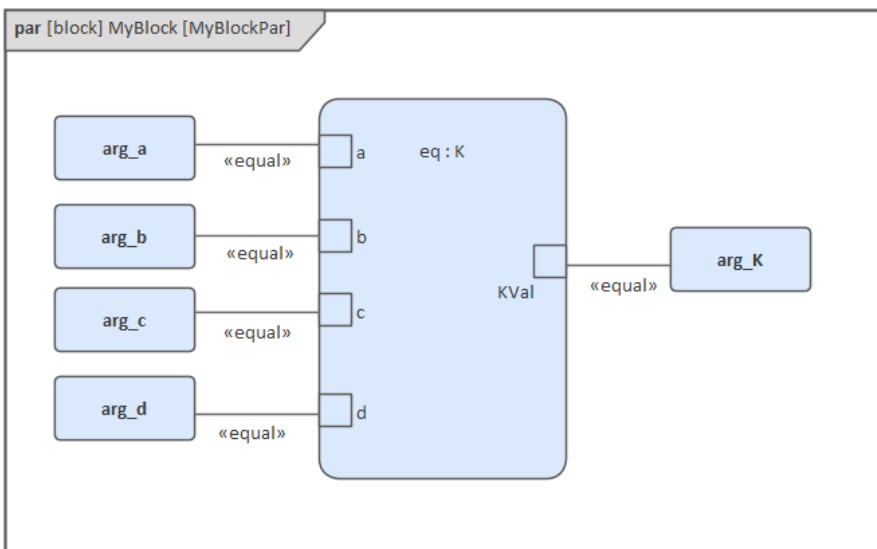 par [block] MyBlock [MyBlockPar]
arg_a
«equal»
a
eq : K
arg_b
«equal»
b
arg_c
«equal»
c
arg_d
«equal»
d
KVal
«equal»
arg_K